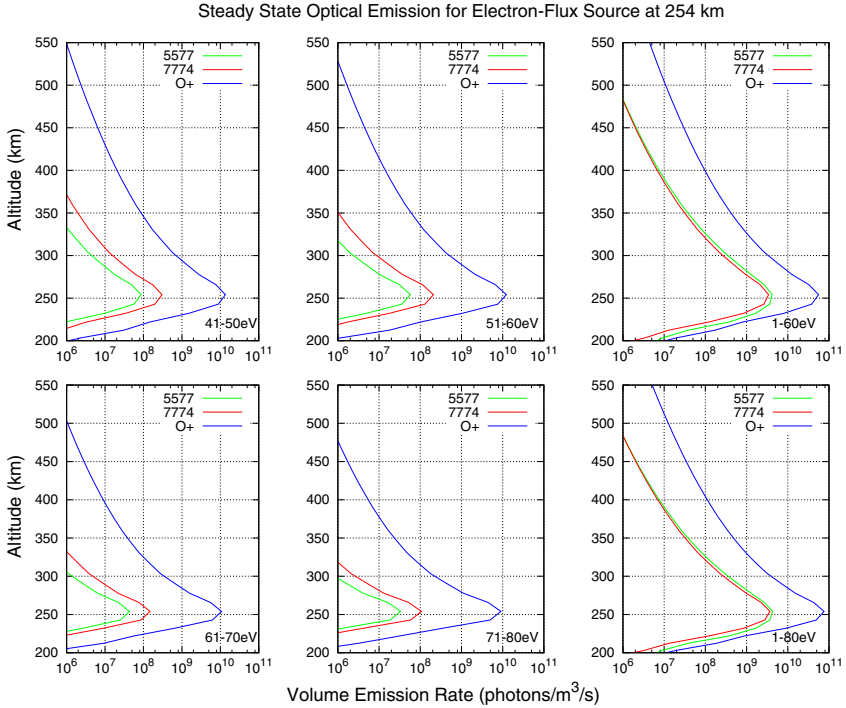 Steady State Optical Emission for Electron-Flux Source at 254 km
Altitude (km)
550
500
450
400
350
300
250
200
5577
7774
O+
41-50eV
10^6 10^7 10^8 10^9 10^10 10^11
550
500
450
400
350
300
250
200
5577
7774
O+
51-60eV
10^6 10^7 10^8 10^9 10^10 10^11
550
500
450
400
350
300
250
200
5577
7774
O+
1-60eV
10^6 10^7 10^8 10^9 10^10 10^11
Altitude (km)
550
500
450
400
350
300
250
200
5577
7774
O+
61-70eV
10^6 10^7 10^8 10^9 10^10 10^11
550
500
450
400
350
300
250
200
5577
7774
O+
71-80eV
10^6 10^7 10^8 10^9 10^10 10^11
550
500
450
400
350
300
250
200
5577
7774
O+
1-80eV
10^6 10^7 10^8 10^9 10^10 10^11
Volume Emission Rate (photons/m^3/s)